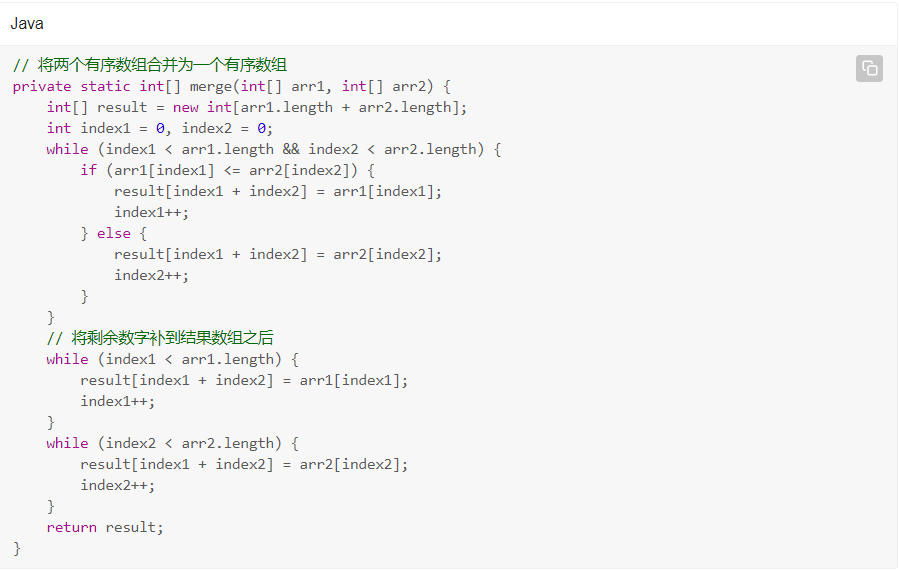 Java
// 将两个有序数组合并为一个有序数组
private static int[] merge(int[] arr1, int[] arr2) {
    int[] result = new int[arr1.length + arr2.length];
    int index1 = 0, index2 = 0;
    while (index1 < arr1.length && index2 < arr2.length) {
        if (arr1[index1] <= arr2[index2]) {
            result[index1 + index2] = arr1[index1];
            index1++;
        } else {
            result[index1 + index2] = arr2[index2];
            index2++;
        }
    }
    // 将剩余数字补到结果数组之后
    while (index1 < arr1.length) {
        result[index1 + index2] = arr1[index1];
        index1++;
    }
    while (index2 < arr2.length) {
        result[index1 + index2] = arr2[index2];
        index2++;
    }
    return result;
}